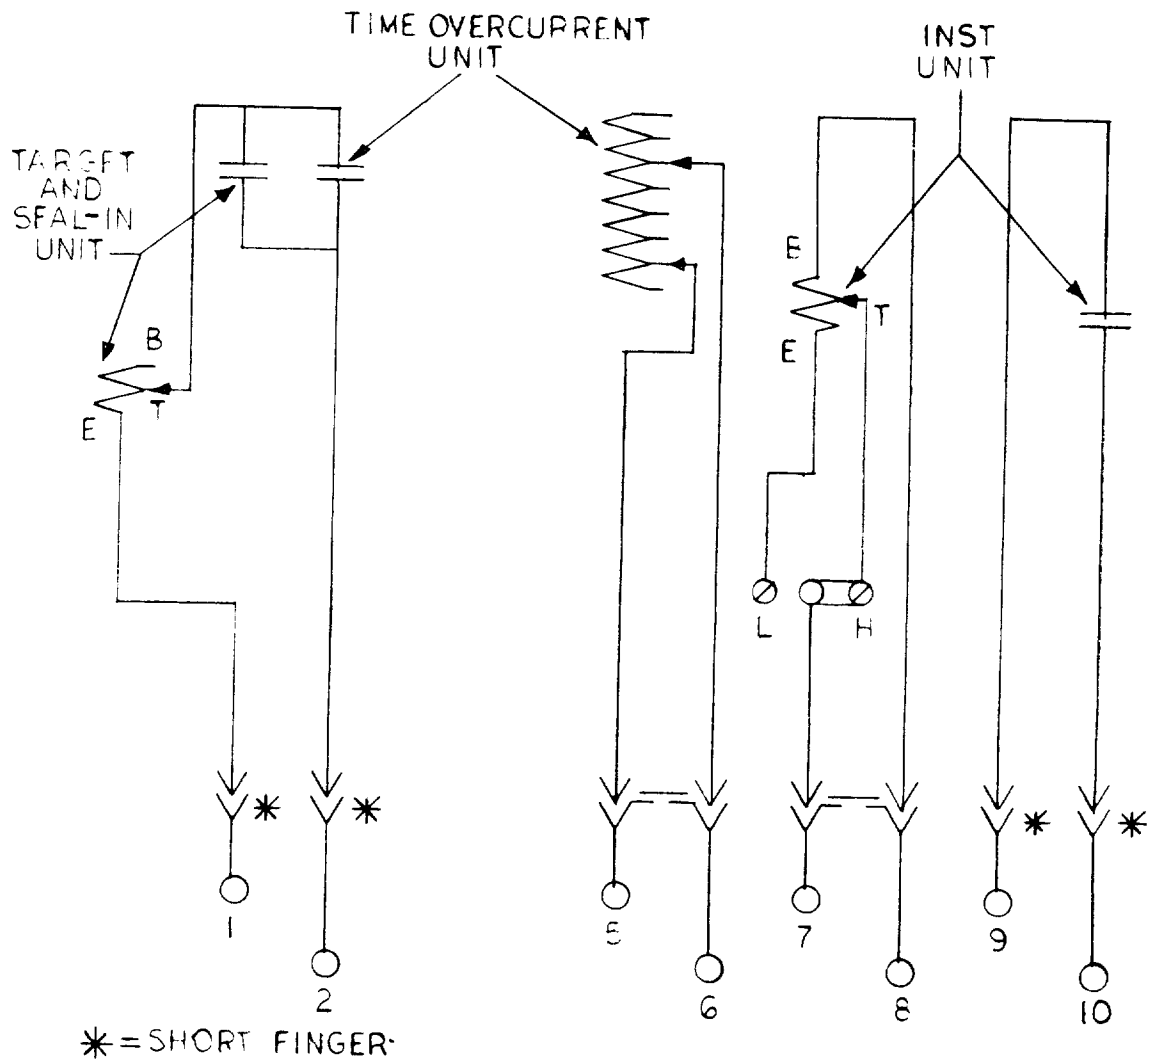 TIME OVERCURRENT
UNIT
INST
UNIT
TARGET
AND
SEAL-IN
UNIT
B
T
E
B
T
E
L
H
1
2
5
6
7
8
9
10
* = SHORT FINGER